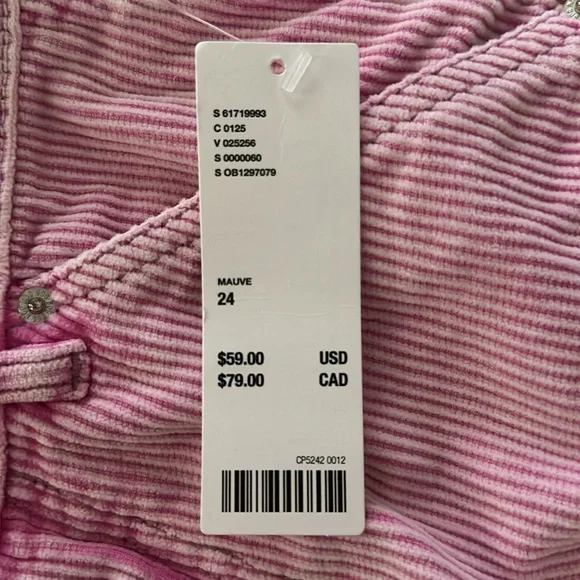 S 61719993
C 0125
V 025256
S 0000060
S OB1297079
MAUVE
24
$59.00 USD
$79.00 CAD
CP5242 0012